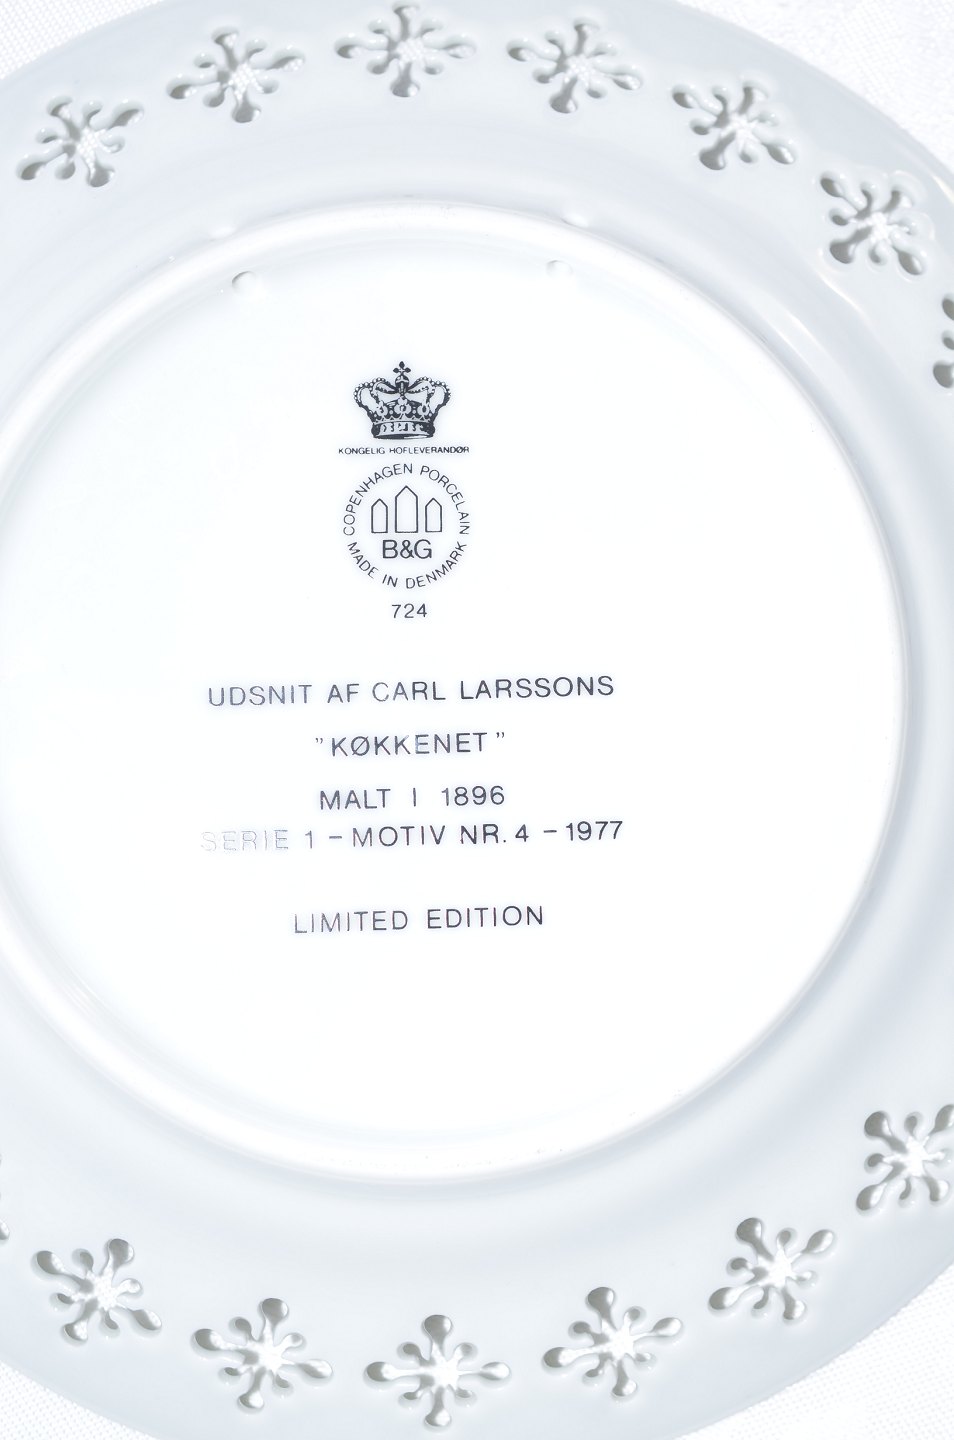 KONGELIG HOFLEVERANDØR
COPENHAGEN PORCELAIN
B&G
MADE IN DENMARK
724
UDSNIT AF CARL LARSSONS
"KØKKENET"
MALT I 1896
SERIE 1 - MOTIV NR. 4 - 1977
LIMITED EDITION